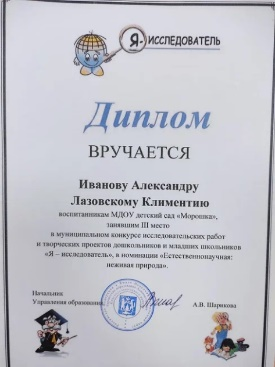 Я-ИССЛЕДОВАТЕЛЬ
Диплом
ВРУЧАЕТСЯ
Иванову Александру
Лазовскому Климентию
воспитанникам МДОУ детский сад «Морошка»,
занявшим III место
в муниципальном конкурсе исследовательских работ
и творческих проектов дошкольников и младших школьников
«Я – исследователь», в номинации «Естественнонаучная:
неживая природа».
Начальник
Управления образования
А.В. Шарикова